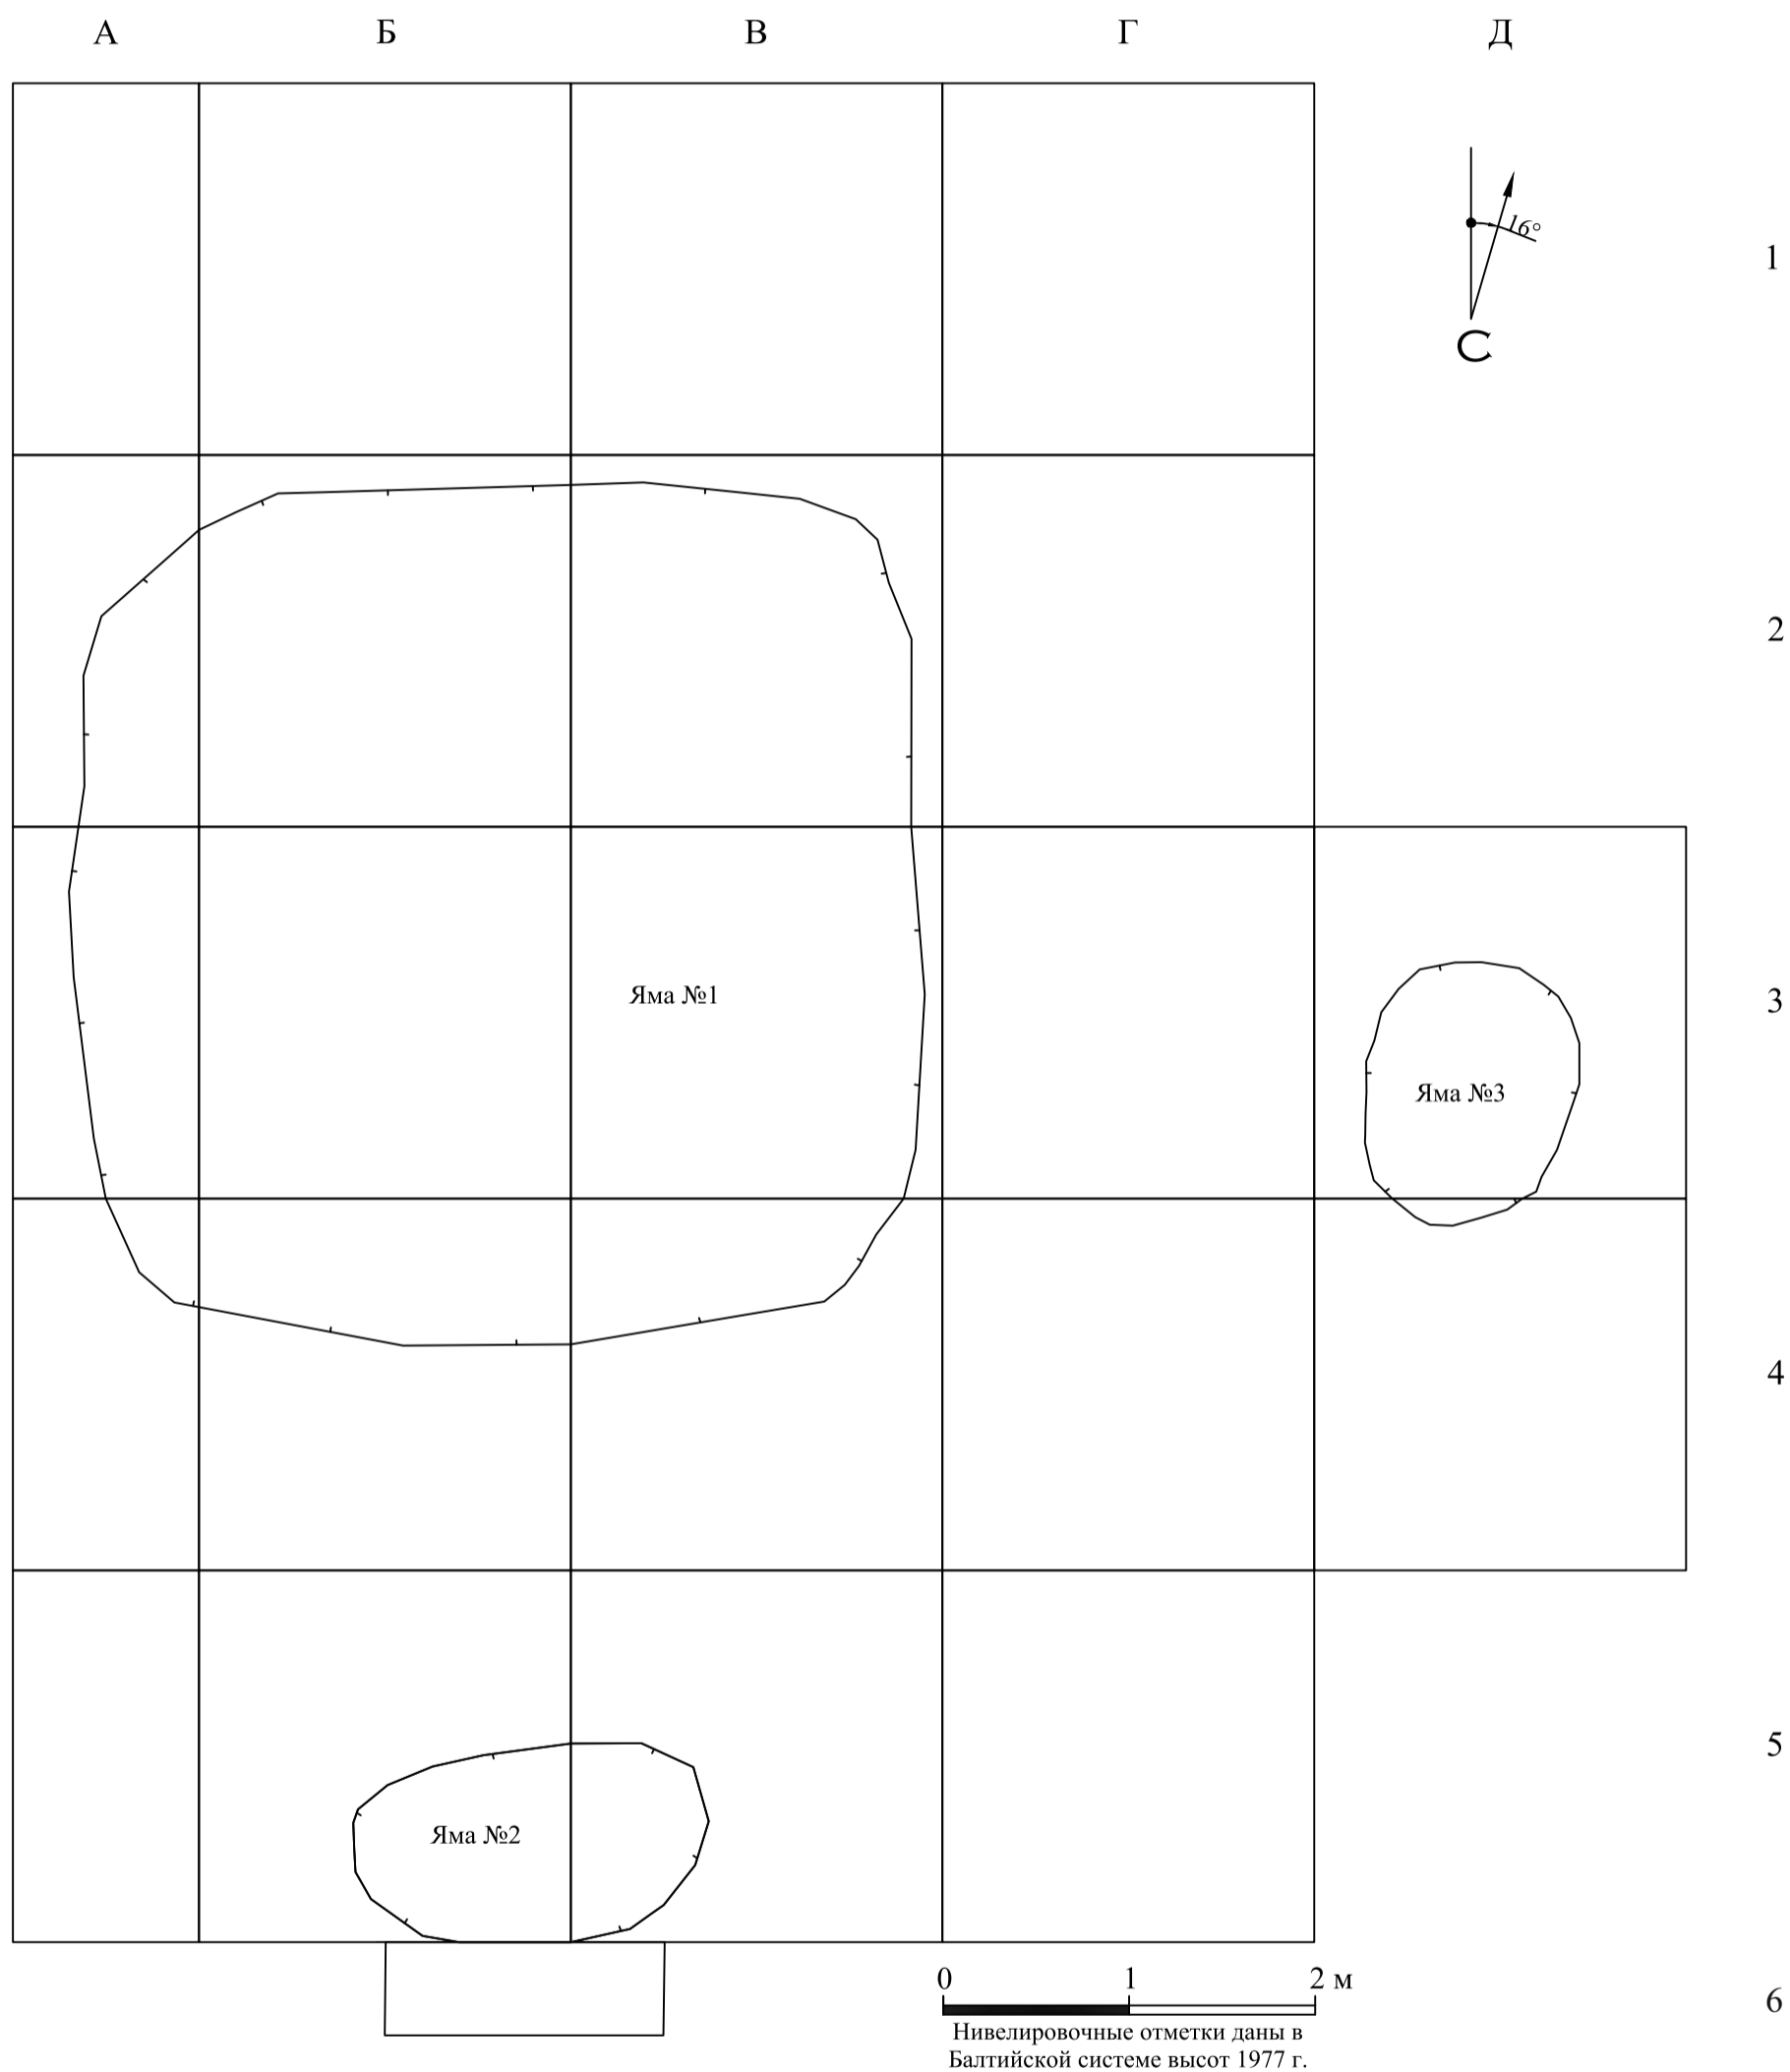 А Б В Г Д
16°
1
С
2
Яма №1
3
Яма №3
4
5
Яма №2
0 1 2 м
6
Нивелировочные отметки даны в
Балтийской системе высот 1977 г.